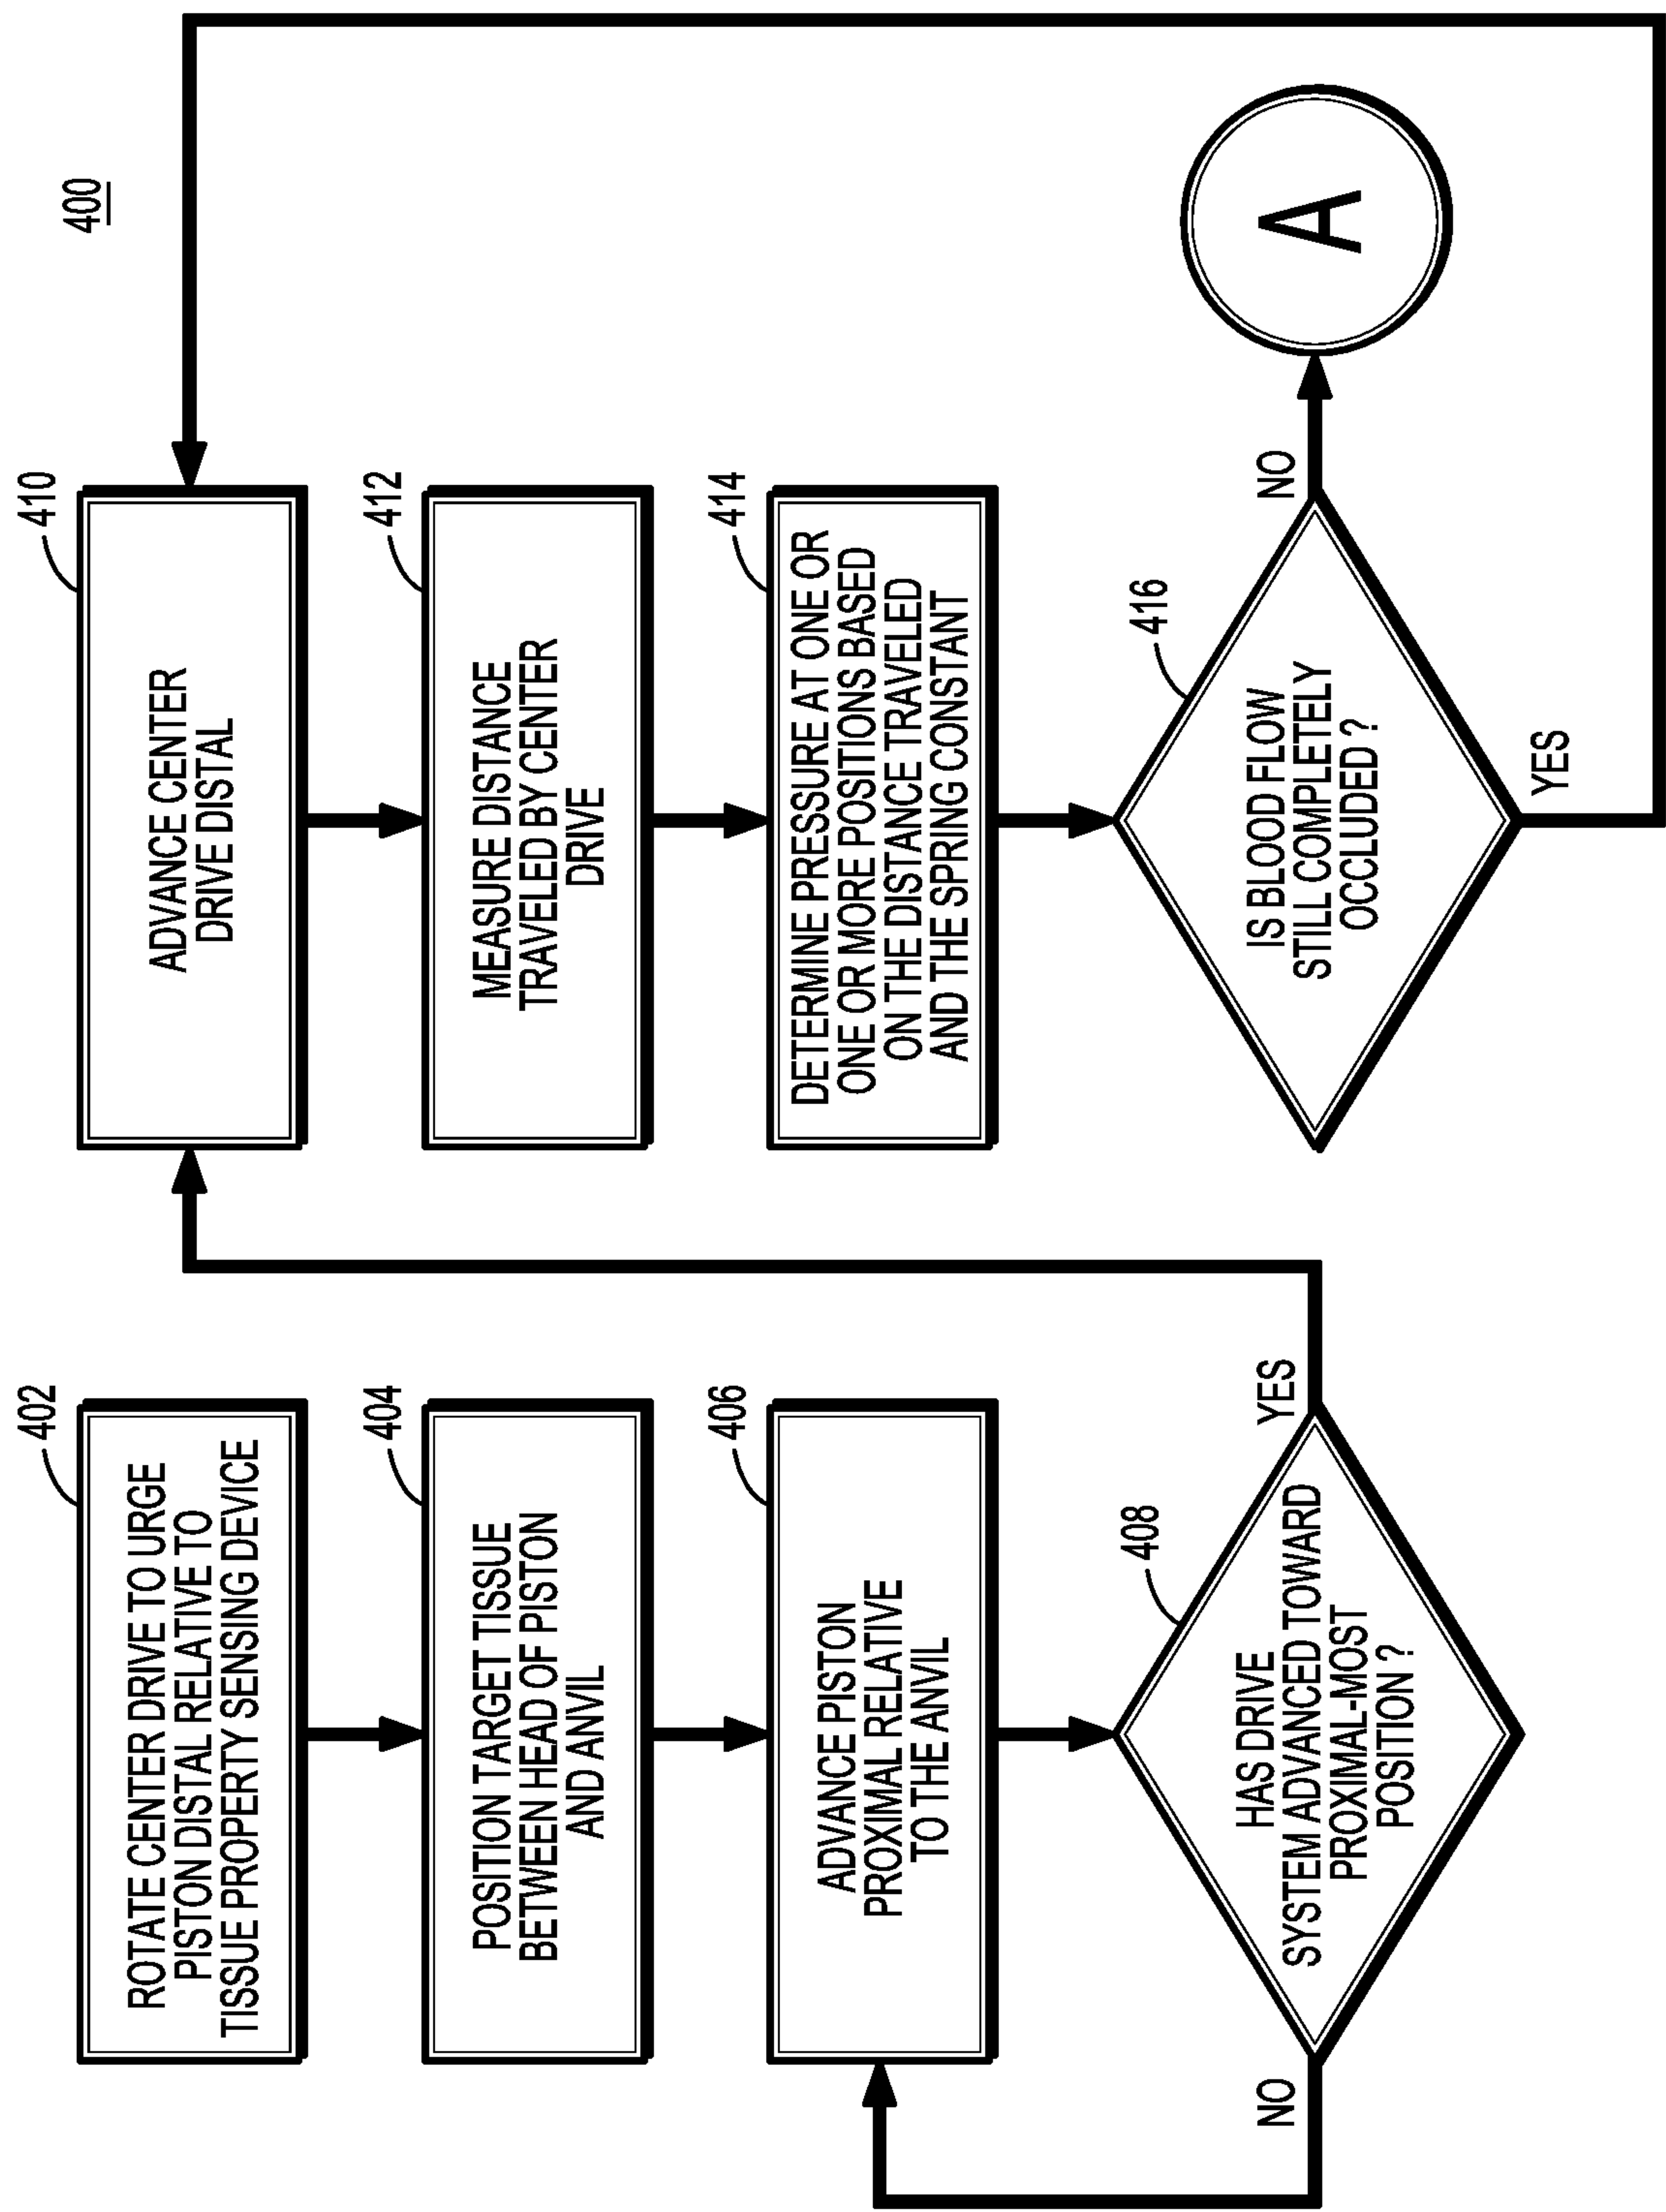 400
402
ROTATE CENTER DRIVE TO URGE
PISTON DISTAL RELATIVE TO
TISSUE PROPERTY SENSING DEVICE
404
POSITION TARGET TISSUE
BETWEEN HEAD OF PISTON
AND ANVIL
406
ADVANCE PISTON
PROXIMAL RELATIVE
TO THE ANVIL
408
HAS DRIVE
SYSTEM ADVANCED TOWARD
PROXIMAL-MOST
POSITION ?
NO
YES
410
ADVANCE CENTER
DRIVE DISTAL
412
MEASURE DISTANCE
TRAVELED BY CENTER
DRIVE
414
DETERMINE PRESSURE AT ONE OR
ONE OR MORE POSITIONS BASED
ON THE DISTANCE TRAVELED
AND THE SPRING CONSTANT
416
IS BLOOD FLOW
STILL COMPLETELY
OCCLUDED ?
NO
YES
A